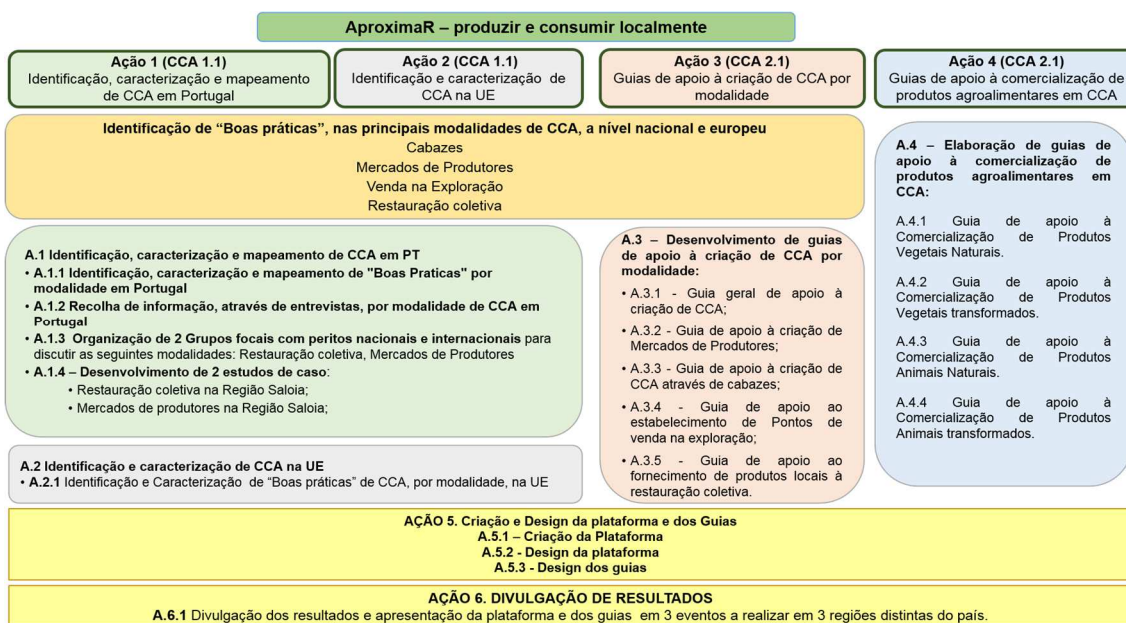 AproximaR – produzir e consumir localmente
Ação 1 (CCA 1.1)
Identificação, caracterização e mapeamento
de CCA em Portugal
Ação 2 (CCA 1.1)
Identificação e caracterização de
CCA na UE
Ação 3 (CCA 2.1)
Guias de apoio à criação de CCA por
modalidade
Ação 4 (CCA 2.1)
Guias de apoio à comercialização de
produtos agroalimentares em CCA
Identificação de “Boas práticas”, nas principais modalidades de CCA, a nível nacional e europeu
Cabazes
Mercados de Produtores
Venda na Exploração
Restauração coletiva
A.1 Identificação, caracterização e mapeamento de CCA em PT
• A.1.1 Identificação, caracterização e mapeamento de "Boas Praticas" por
modalidade em Portugal
• A.1.2 Recolha de informação, através de entrevistas, por modalidade de CCA em
Portugal
• A.1.3 Organização de 2 Grupos focais com peritos nacionais e internacionais para
discutir as seguintes modalidades: Restauração coletiva, Mercados de Produtores
• A.1.4 – Desenvolvimento de 2 estudos de caso:
• Restauração coletiva na Região Saloia;
• Mercados de produtores na Região Saloia;
A.2 Identificação e caracterização de CCA na UE
• A.2.1 Identificação e Caracterização de “Boas práticas” de CCA, por modalidade, na UE
A.3 – Desenvolvimento de guias
de apoio à criação de CCA por
modalidade:
• A.3.1 - Guia geral de apoio à
criação de CCA;
• A.3.2 - Guia de apoio à criação de
Mercados de Produtores;
• A.3.3 - Guia de apoio à criação de
CCA através de cabazes;
• A.3.4 - Guia de apoio ao
estabelecimento de Pontos de
venda na exploração;
• A.3.5 - Guia de apoio ao
fornecimento de produtos locais à
restauração coletiva.
A.4 – Elaboração de guias de
apoio à comercialização de
produtos agroalimentares em
CCA:
A.4.1 Guia de apoio à
Comercialização de Produtos
Vegetais Naturais.
A.4.2 Guia de apoio à
Comercialização de Produtos
Vegetais transformados.
A.4.3 Guia de apoio à
Comercialização de Produtos
Animais Naturais.
A.4.4 Guia de apoio à
Comercialização de Produtos
Animais transformados.
AÇÃO 5. Criação e Design da plataforma e dos Guias
A.5.1 – Criação da Plataforma
A.5.2 - Design da plataforma
A.5.3 - Design dos guias
AÇÃO 6. DIVULGAÇÃO DE RESULTADOS
A.6.1 Divulgação dos resultados e apresentação da plataforma e dos guias em 3 eventos a realizar em 3 regiões distintas do país.